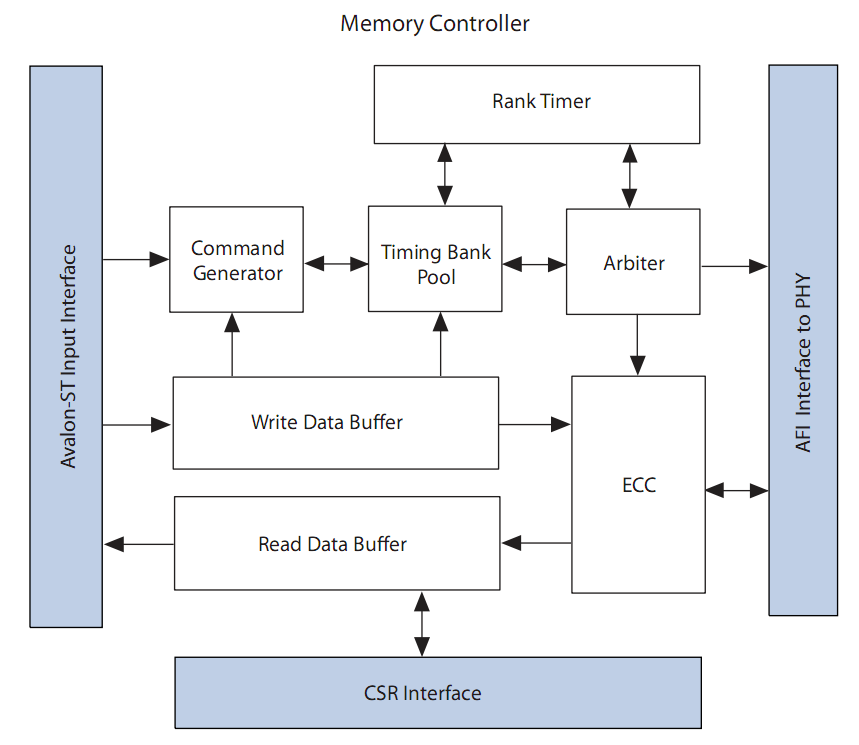 Memory Controller
Rank Timer
Avalon-ST Input Interface
Command
Generator
Timing Bank
Pool
Arbiter
AFI Interface to PHY
Write Data Buffer
ECC
Read Data Buffer
CSR Interface